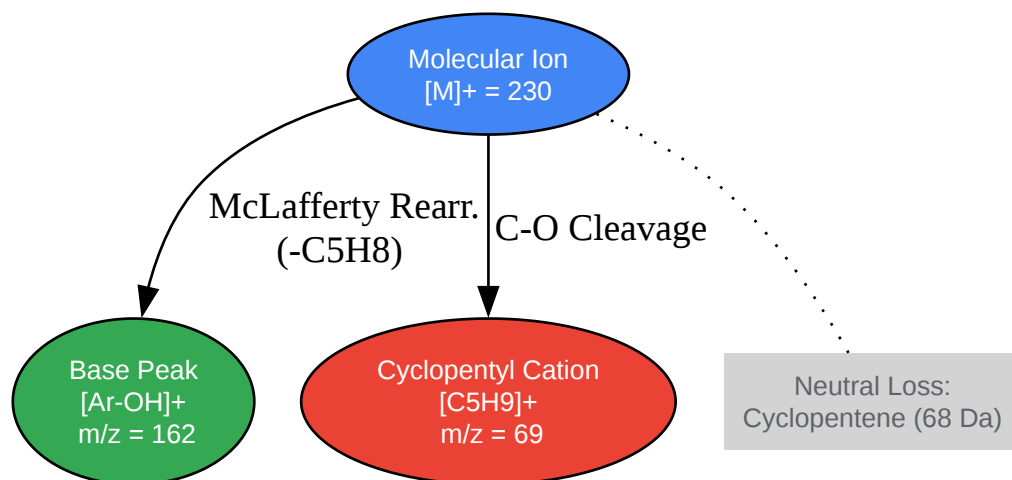 Molecular Ion
[M]+ = 230
McLafferty Rearr.
(-C5H8)
C-O Cleavage
Base Peak
[Ar-OH]+
m/z = 162
Cyclopentyl Cation
[C5H9]+
m/z = 69
Neutral Loss:
Cyclopentene (68 Da)